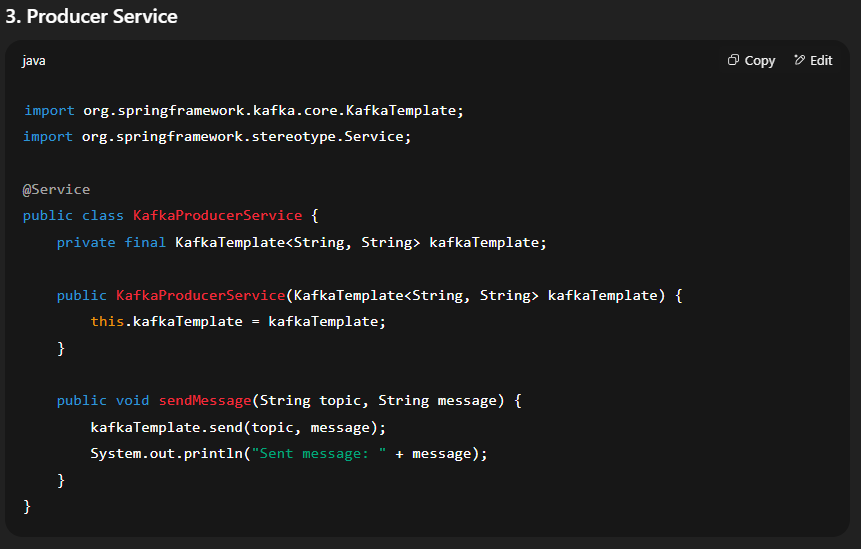 3. Producer Service
java
Copy
Edit
import org.springframework.kafka.core.KafkaTemplate;
import org.springframework.stereotype.Service;
@Service
public class KafkaProducerService {
    private final KafkaTemplate<String, String> kafkaTemplate;
    public KafkaProducerService(KafkaTemplate<String, String> kafkaTemplate) {
        this.kafkaTemplate = kafkaTemplate;
    }
    public void sendMessage(String topic, String message) {
        kafkaTemplate.send(topic, message);
        System.out.println("Sent message: " + message);
    }
}